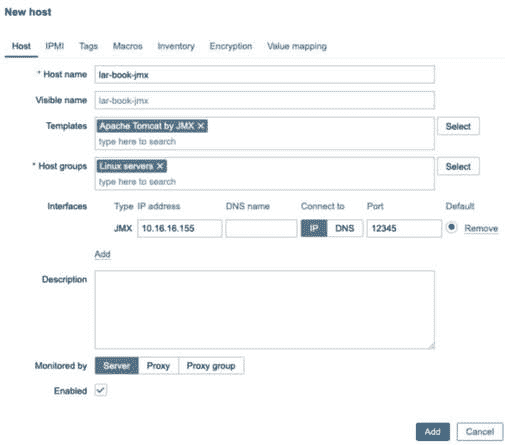 New host
Host IPMI Tags Macros Inventory Encryption Value mapping
* Host name lar-book-jmx
Visible name lar-book-jmx
Templates Apache Tomcat by JMX × Select
type here to search
* Host groups Linux servers × Select
type here to search
Interfaces Type IP address DNS name Connect to Port Default
JMX 10.16.16.155 IP DNS 12345 Remove
Add
Description
Monitored by Server Proxy Proxy group
Enabled
Add Cancel